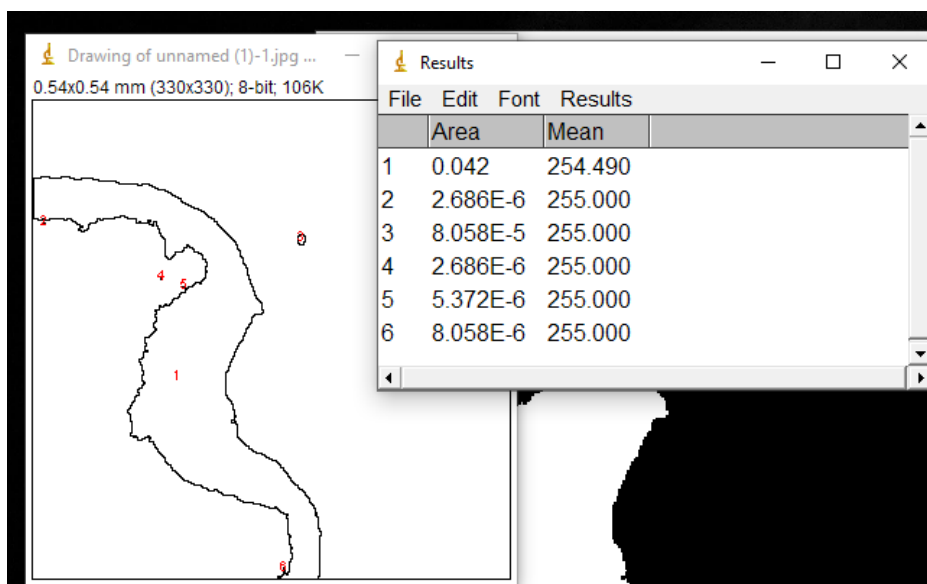 Drawing of unnamed (1)-1.jpg ...
0.54x0.54 mm (330x330); 8-bit; 106K
2
3
4
5
1
6
Results
File Edit Font Results
Area Mean
1 0.042 254.490
2 2.686E-6 255.000
3 8.058E-5 255.000
4 2.686E-6 255.000
5 5.372E-6 255.000
6 8.058E-6 255.000